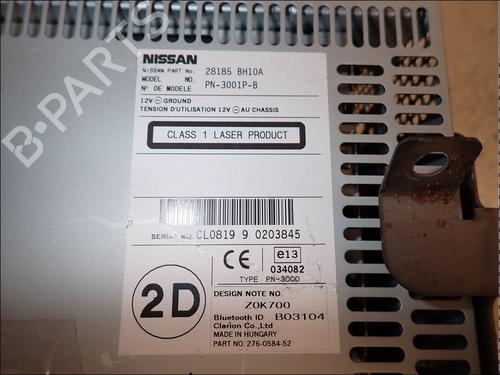 NISSAN
NISSAN PART No. 28185 BH10A
MODEL NO. PN-3001P-B
N° DE MODELE
12V ⊖ GROUND
TENSION D'UTILISATION 12V ⊖ AU CHASSIS
CLASS 1 LASER PRODUCT
SERIAL NO. CL0819 9 0203845
CE e13
034082
TYPE PN-3000
2D
DESIGN NOTE NO.
Z0K700
Bluetooth ID B03104
Clarion Co.,Ltd
MADE IN HUNGARY
PART NO. 276-0584-52
B-PARTS